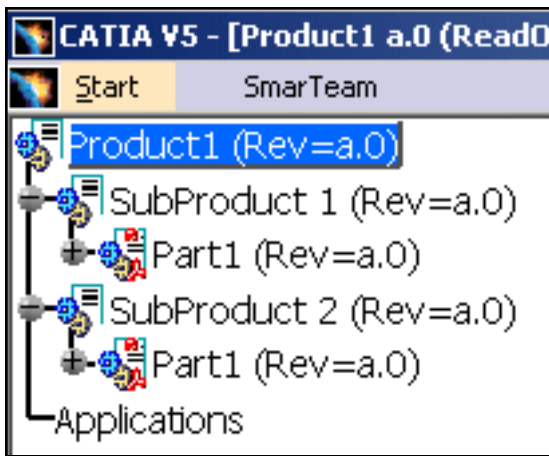 CATIA V5 - [Product1 a.0 (ReadO
Start SmarTeam
Product1 (Rev=a.0)
SubProduct 1 (Rev=a.0)
Part1 (Rev=a.0)
SubProduct 2 (Rev=a.0)
Part1 (Rev=a.0)
Applications